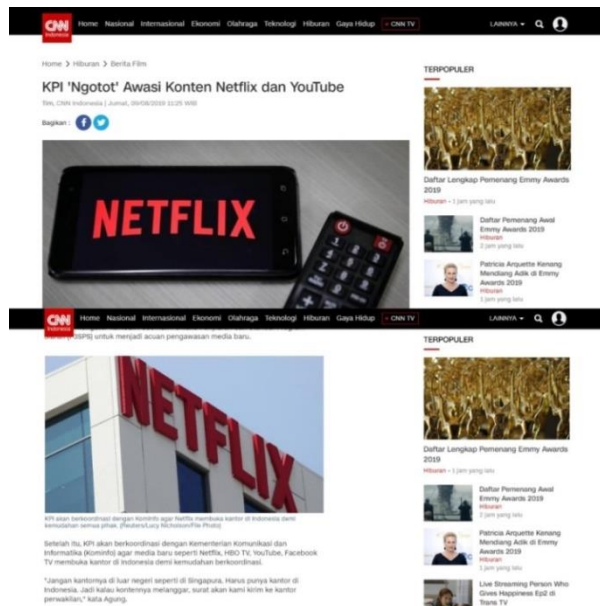 CNN Indonesia Home Nasional Internasional Ekonomi Olahraga Teknologi Hiburan Gaya Hidup • CNN TV LAINNYA
Home > Hiburan > Berita Film
KPI 'Ngotot' Awasi Konten Netflix dan YouTube
Tim, CNN Indonesia | Jumat, 09/08/2019 11:25 WIB
Bagikan :
NETFLIX
TERPOPULER
Daftar Lengkap Pemenang Emmy Awards
2019
Hiburan • 1 jam yang lalu
Daftar Pemenang Awal
Emmy Awards 2019
Hiburan
2 jam yang lalu
Patricia Arquette Kenang
Mendiang Adik di Emmy
Awards
Hiburan
1 jam yang lalu
CNN Indonesia Home Nasional Internasional Ekonomi Olahraga Teknologi Hiburan Gaya Hidup • CNN TV LAINNYA
untuk menjadi acuan pengawasan media baru.
NETFLIX
KPI akan berkoordinasi dengan Kominfo agar Netflix membuka kantor di Indonesia demi
kemudahan semua pihak. (Reuters/Lucy Nicholson/File Photo)
Setelah itu, KPI akan berkoordinasi dengan Kementerian Komunikasi dan
Informatika (Kominfo) agar media baru seperti Netflix, HBO TV, YouTube, Facebook
TV membuka kantor di Indonesia demi kemudahan berkoordinasi.
"Jangan kantornya di luar negeri seperti di Singapura. Harus punya kantor di
Indonesia. Jadi kalau kontennya melanggar, surat akan kami kirim ke kantor
perwakilan," kata Agung.
TERPOPULER
Daftar Lengkap Pemenang Emmy Awards
2019
Hiburan • 1 jam yang lalu
Daftar Pemenang Awal
Emmy Awards 2019
Hiburan
2 jam yang lalu
Patricia Arquette Kenang
Mendiang Adik di Emmy
Awards
Hiburan
1 jam yang lalu
Live Streaming Person Who
Gives Happiness Ep2 di
Trans TV